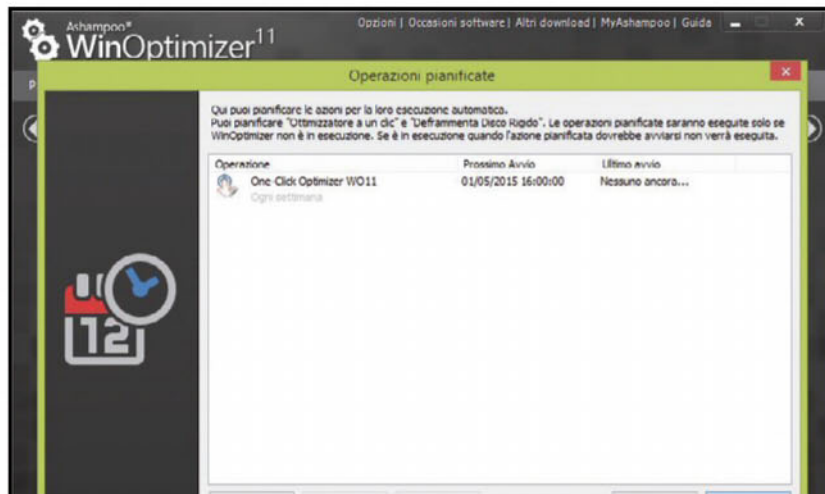 Ashampoo®
WinOptimizer 11
Opzioni | Occasioni software | Altri download | MyAshampoo | Guida
P
Operazioni pianificate
Qui puoi pianificare le azioni per la loro esecuzione automatica.
Puoi pianificare "Ottimizzatore a un clic" e "Deframmenta Disco Rigido". Le operazioni pianificate saranno eseguite solo se
WinOptimizer non è in esecuzione. Se è in esecuzione quando l'azione pianificata dovrebbe avviarsi non verrà eseguita.
Operazione Prossimo Avvio Ultimo avvio
One-Click Optimizer WO11 01/05/2015 16:00:00 Nessuno ancora...
Ogni settimana
12